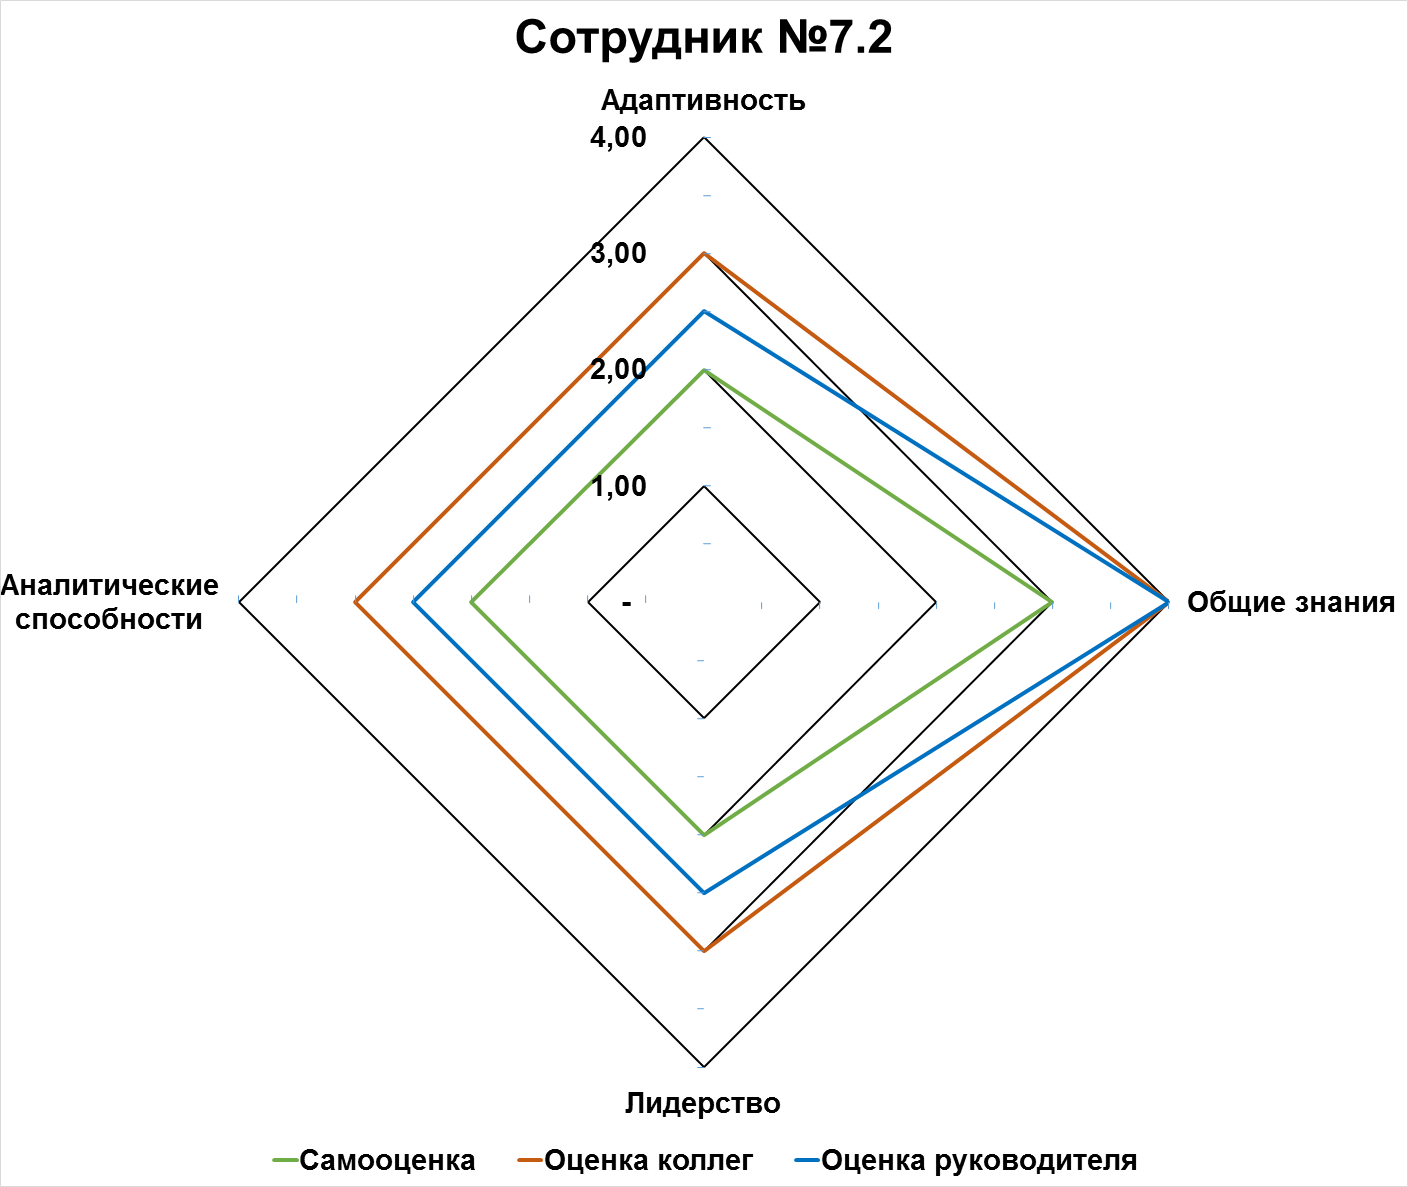 Сотрудник №7.2
Адаптивность
4,00
3,00
2,00
1,00
-
Аналитические
способности
Общие знания
Лидерство
Самооценка
Оценка коллег
Оценка руководителя